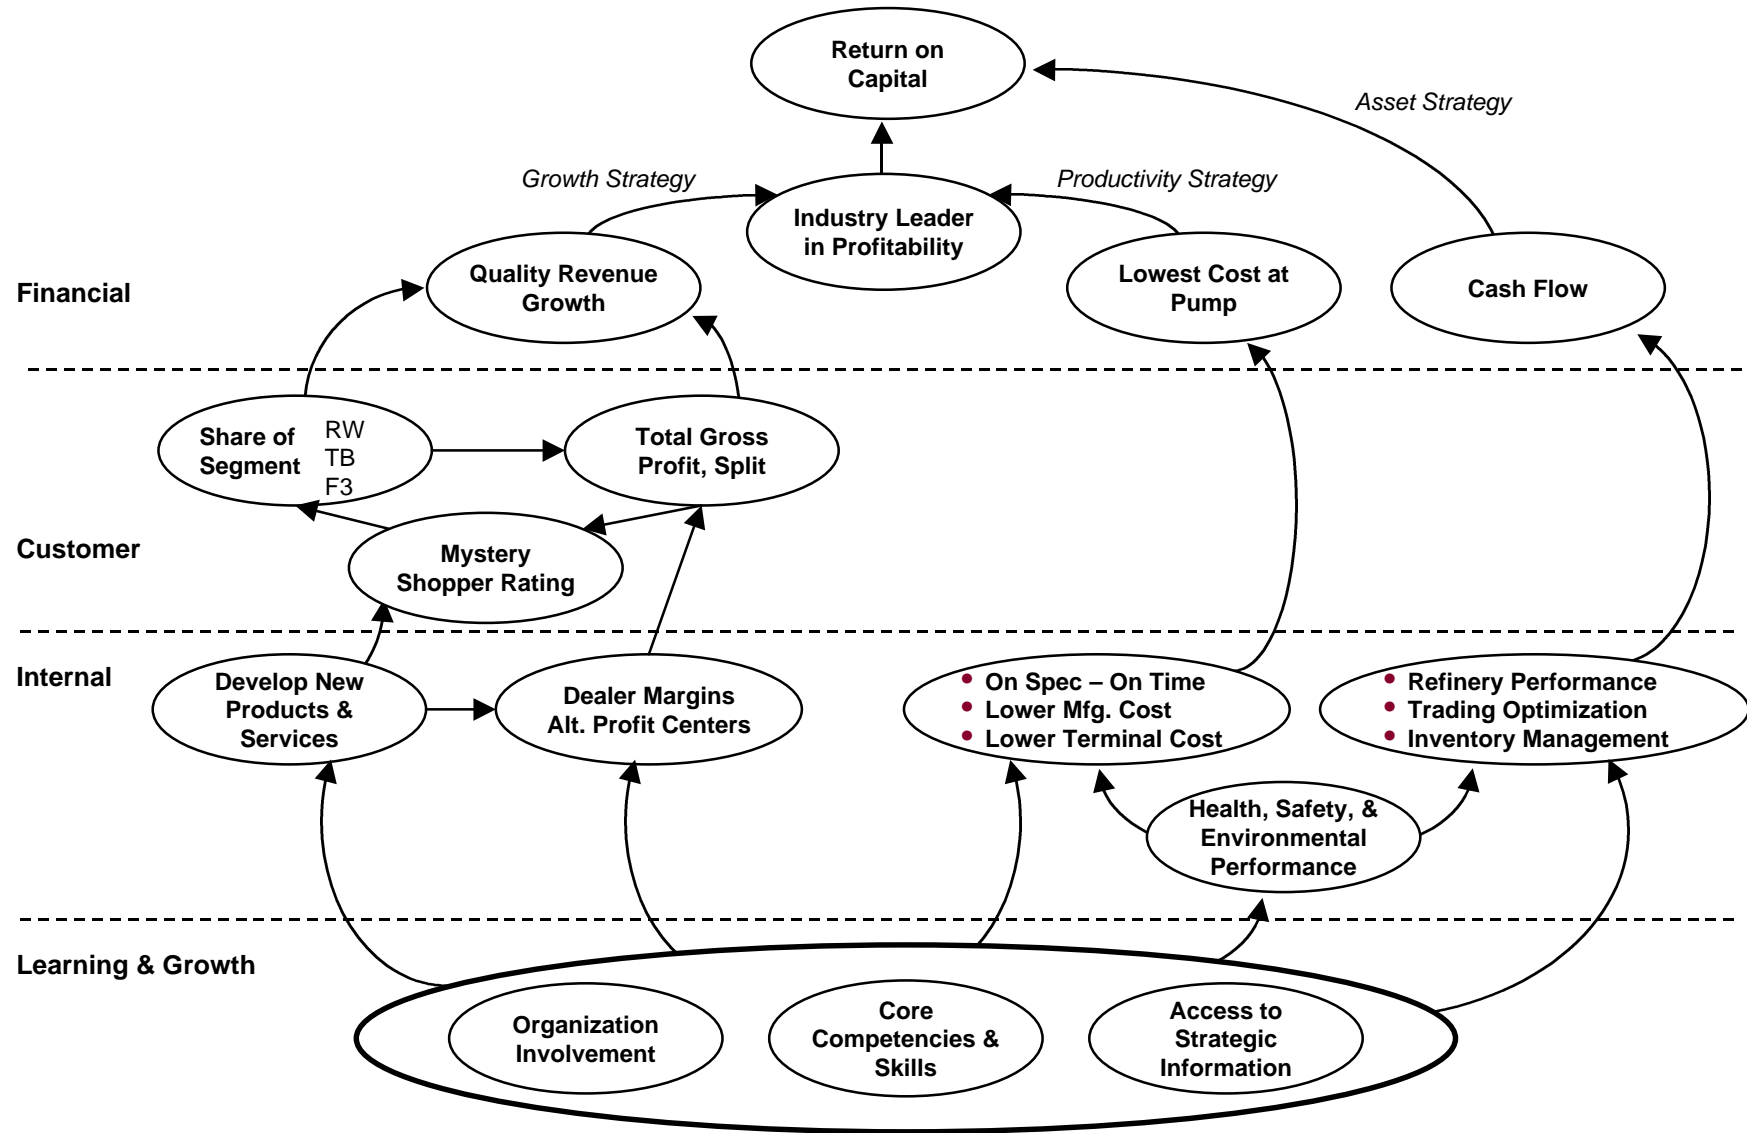 Return on
Capital
Asset Strategy
Growth Strategy
Productivity Strategy
Industry Leader
in Profitability
Financial
Quality Revenue
Growth
Lowest Cost at
Pump
Cash Flow
Share of
Segment
RW
TB
F3
Total Gross
Profit, Split
Customer
Mystery
Shopper Rating
Internal
Develop New
Products &
Services
Dealer Margins
Alt. Profit Centers
• On Spec – On Time
• Lower Mfg. Cost
• Lower Terminal Cost
• Refinery Performance
• Trading Optimization
• Inventory Management
Health, Safety, &
Environmental
Performance
Learning & Growth
Organization
Involvement
Core
Competencies &
Skills
Access to
Strategic
Information